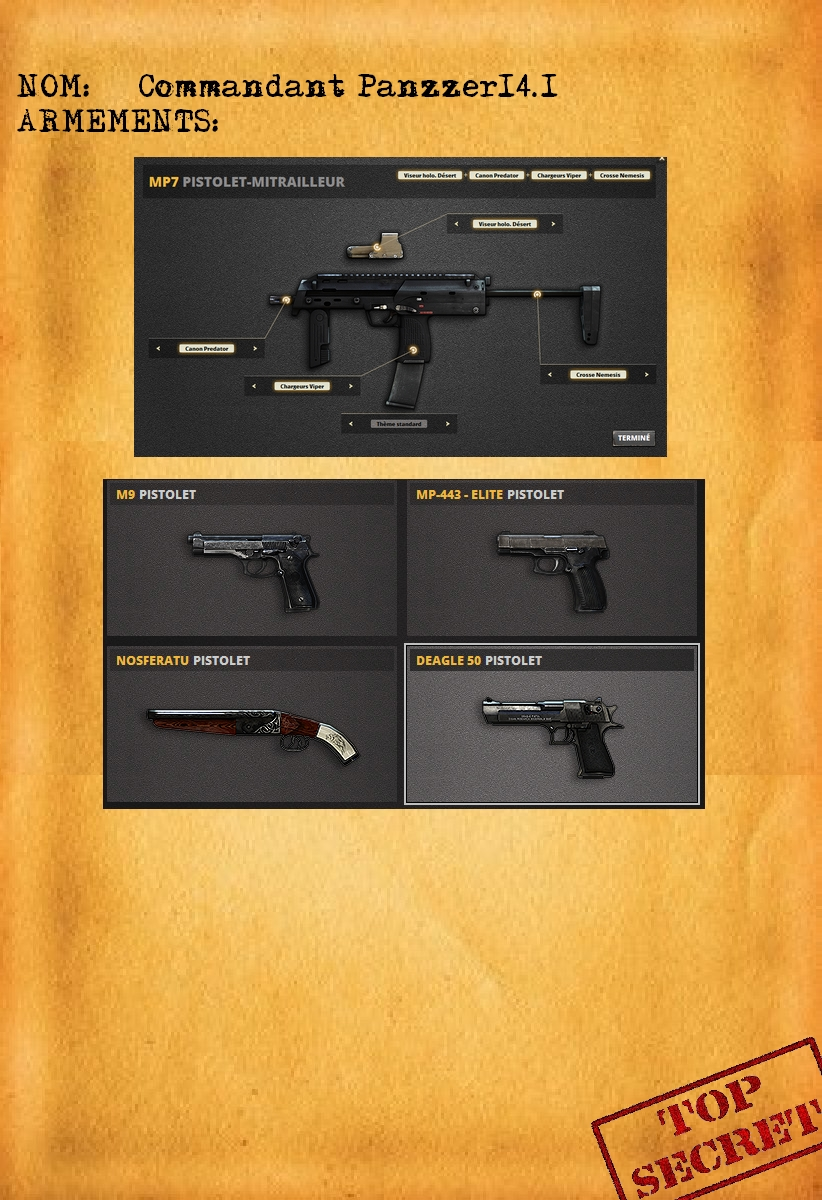 NOM: Commandant Panzzer14.1
ARMEMENTS:
MP7 PISTOLET-MITRAILLEUR
Viseur holo. Désert + Canon Predator + Chargeurs Viper + Crosse Nemesis
Viseur holo. Désert
Canon Predator
Crosse Nemesis
Chargeurs Viper
Thème standard
TERMINÉ
M9 PISTOLET
MP-443 - ELITE PISTOLET
NOSFERATU PISTOLET
DEAGLE 50 PISTOLET
TOP
SECRET